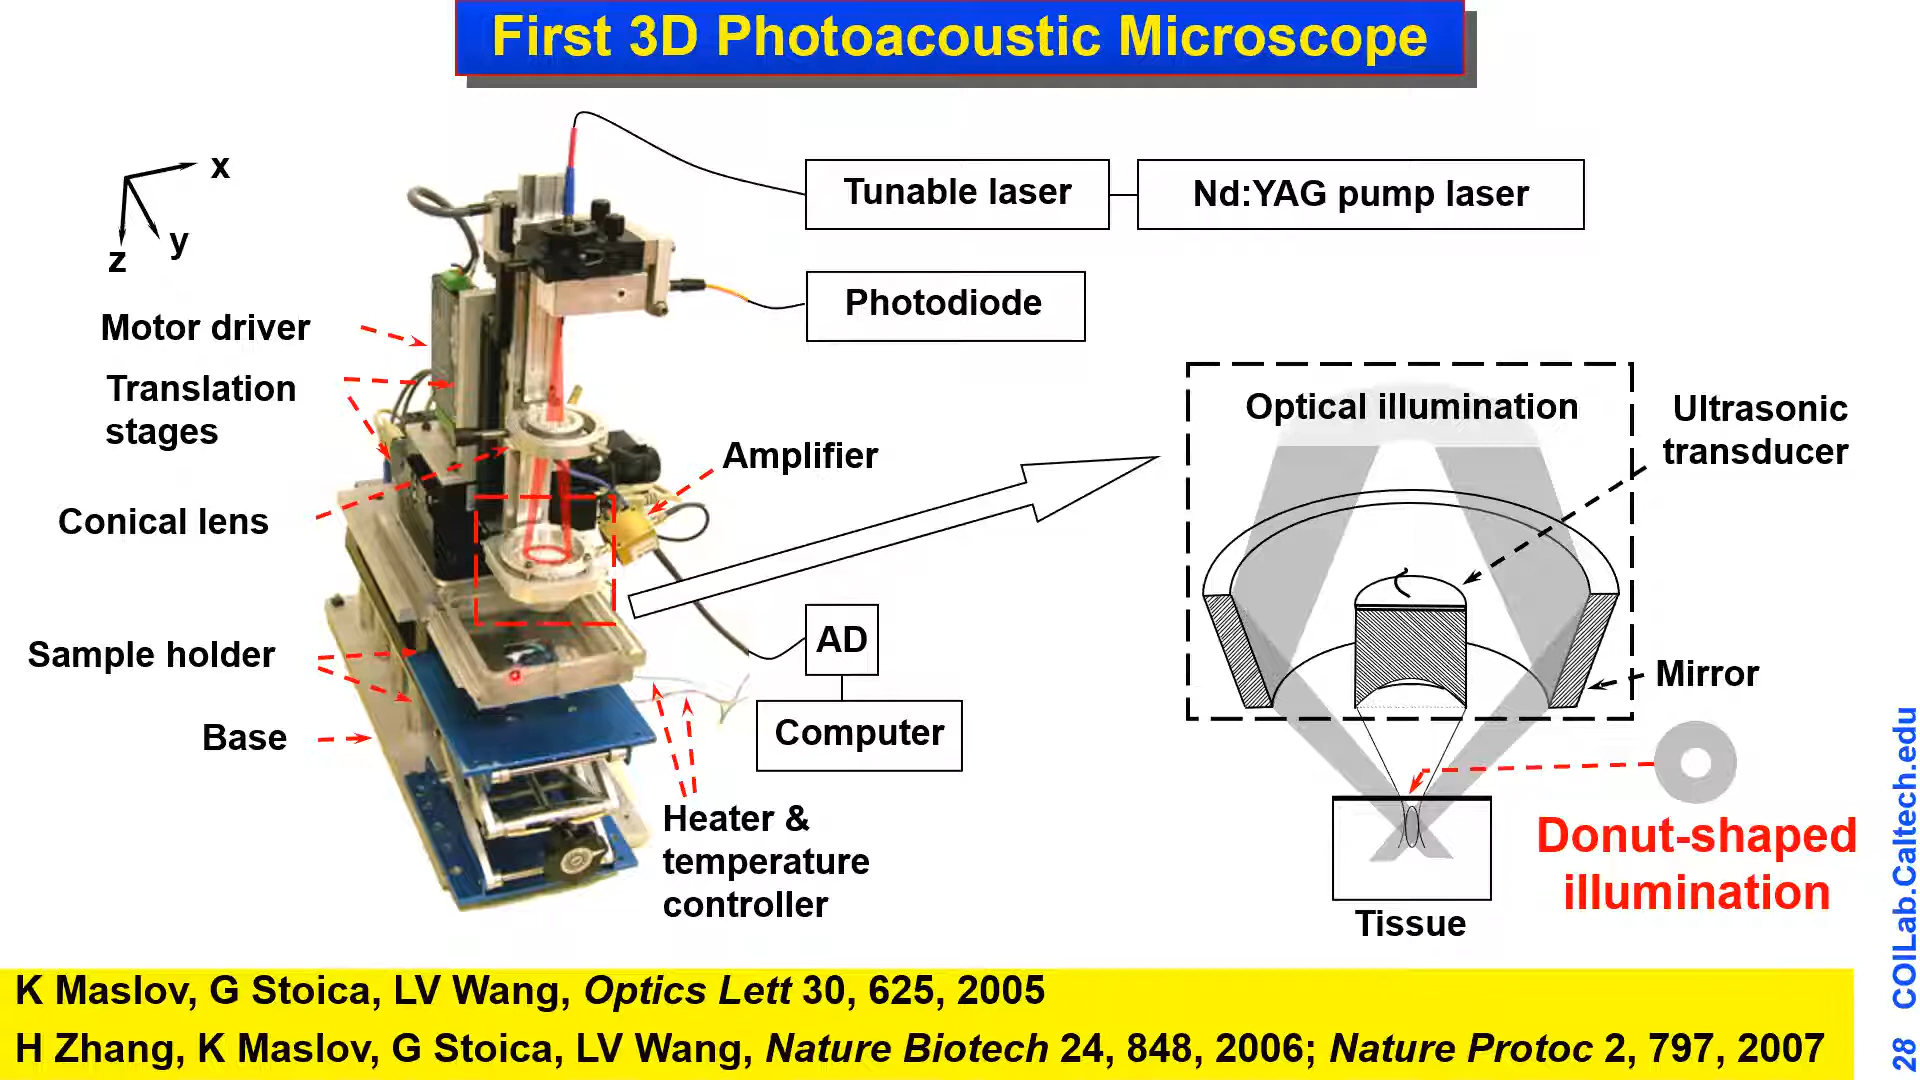 First 3D Photoacoustic Microscope
x
y
z
Tunable laser
Nd:YAG pump laser
Photodiode
Motor driver
Translation
stages
Conical lens
Amplifier
Optical illumination
Ultrasonic
transducer
Sample holder
AD
Computer
Mirror
Base
Heater &
temperature
controller
Donut-shaped
illumination
Tissue
K Maslov, G Stoica, LV Wang, Optics Lett 30, 625, 2005
H Zhang, K Maslov, G Stoica, LV Wang, Nature Biotech 24, 848, 2006; Nature Protoc 2, 797, 2007
28 COILab.Caltech.edu